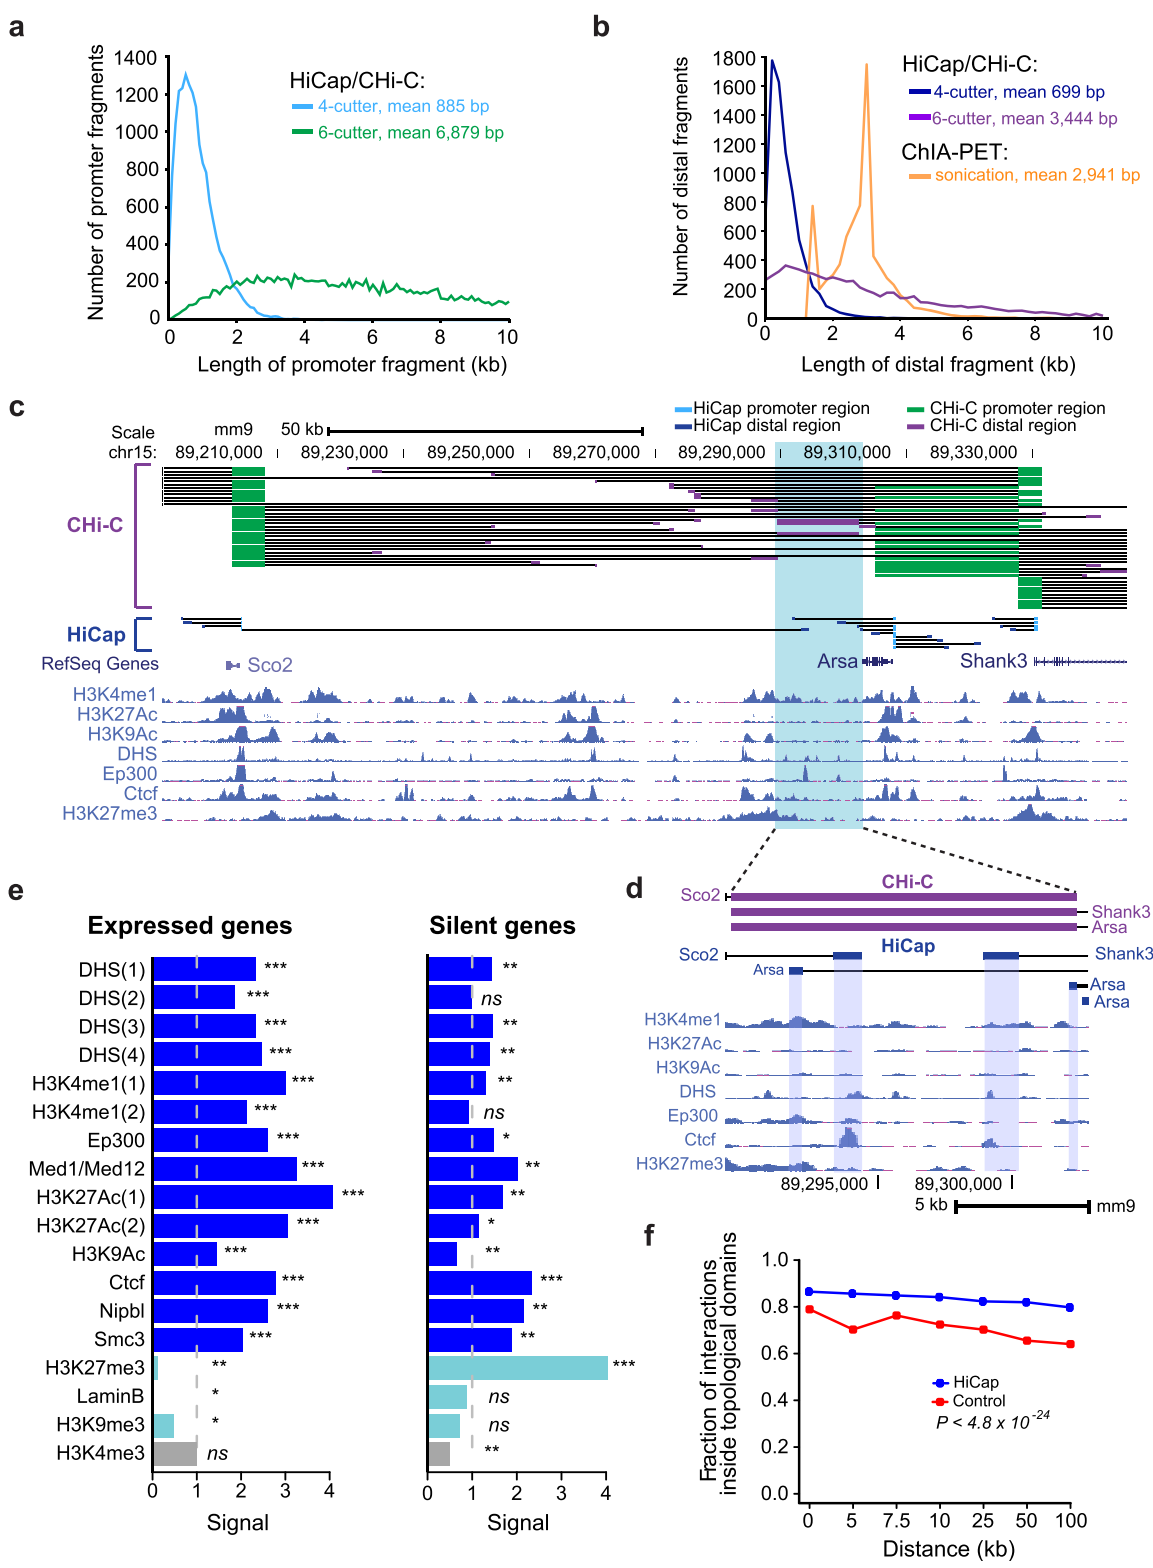 a
Number of promter fragments
1400
1200
1000
800
600
400
200
0
0 2 4 6 8 10
Length of promoter fragment (kb)
HiCap/CHi-C:
4-cutter, mean 885 bp
6-cutter, mean 6,879 bp
b
Number of distal fragments
1800
1600
1400
1200
1000
800
600
400
200
0
0 2 4 6 8 10
Length of distal fragment (kb)
HiCap/CHi-C:
4-cutter, mean 699 bp
6-cutter, mean 3,444 bp
ChIA-PET:
sonication, mean 2,941 bp
c
HiCap promoter region
HiCap distal region
CHi-C promoter region
CHi-C distal region
Scale mm9 50 kb
chr15: 89,210,000 89,230,000 89,250,000 89,270,000 89,290,000 89,310,000 89,330,000
CHi-C
HiCap
RefSeq Genes Sco2 Arsa Shank3
H3K4me1
H3K27Ac
H3K9Ac
DHS
Ep300
Ctcf
H3K27me3
d
CHi-C
Sco2
Shank3
Arsa
HiCap
Sco2 Shank3
Arsa
Arsa
Arsa
H3K4me1
H3K27Ac
H3K9Ac
DHS
Ep300
Ctcf
H3K27me3
89,295,000 89,300,000
5 kb mm9
e
Expressed genes Silent genes
DHS(1) *** **
DHS(2) *** ns
DHS(3) *** **
DHS(4) *** **
H3K4me1(1) *** **
H3K4me1(2) *** ns
Ep300 *** *
Med1/Med12 *** **
H3K27Ac(1) *** **
H3K27Ac(2) *** *
H3K9Ac *** **
Ctcf *** ***
Nipbl *** **
Smc3 *** **
H3K27me3 ** ***
LaminB * ns
H3K9me3 * ns
H3K4me3 ns **
0 1 2 3 4 0 1 2 3 4
Signal Signal
f
Fraction of interactions
inside topological domains
1.0
0.8
0.6
0.4
0.2
0.0
HiCap
Control
P < 4.8 x 10-24
0 5 7.5 10 25 50 100
Distance (kb)